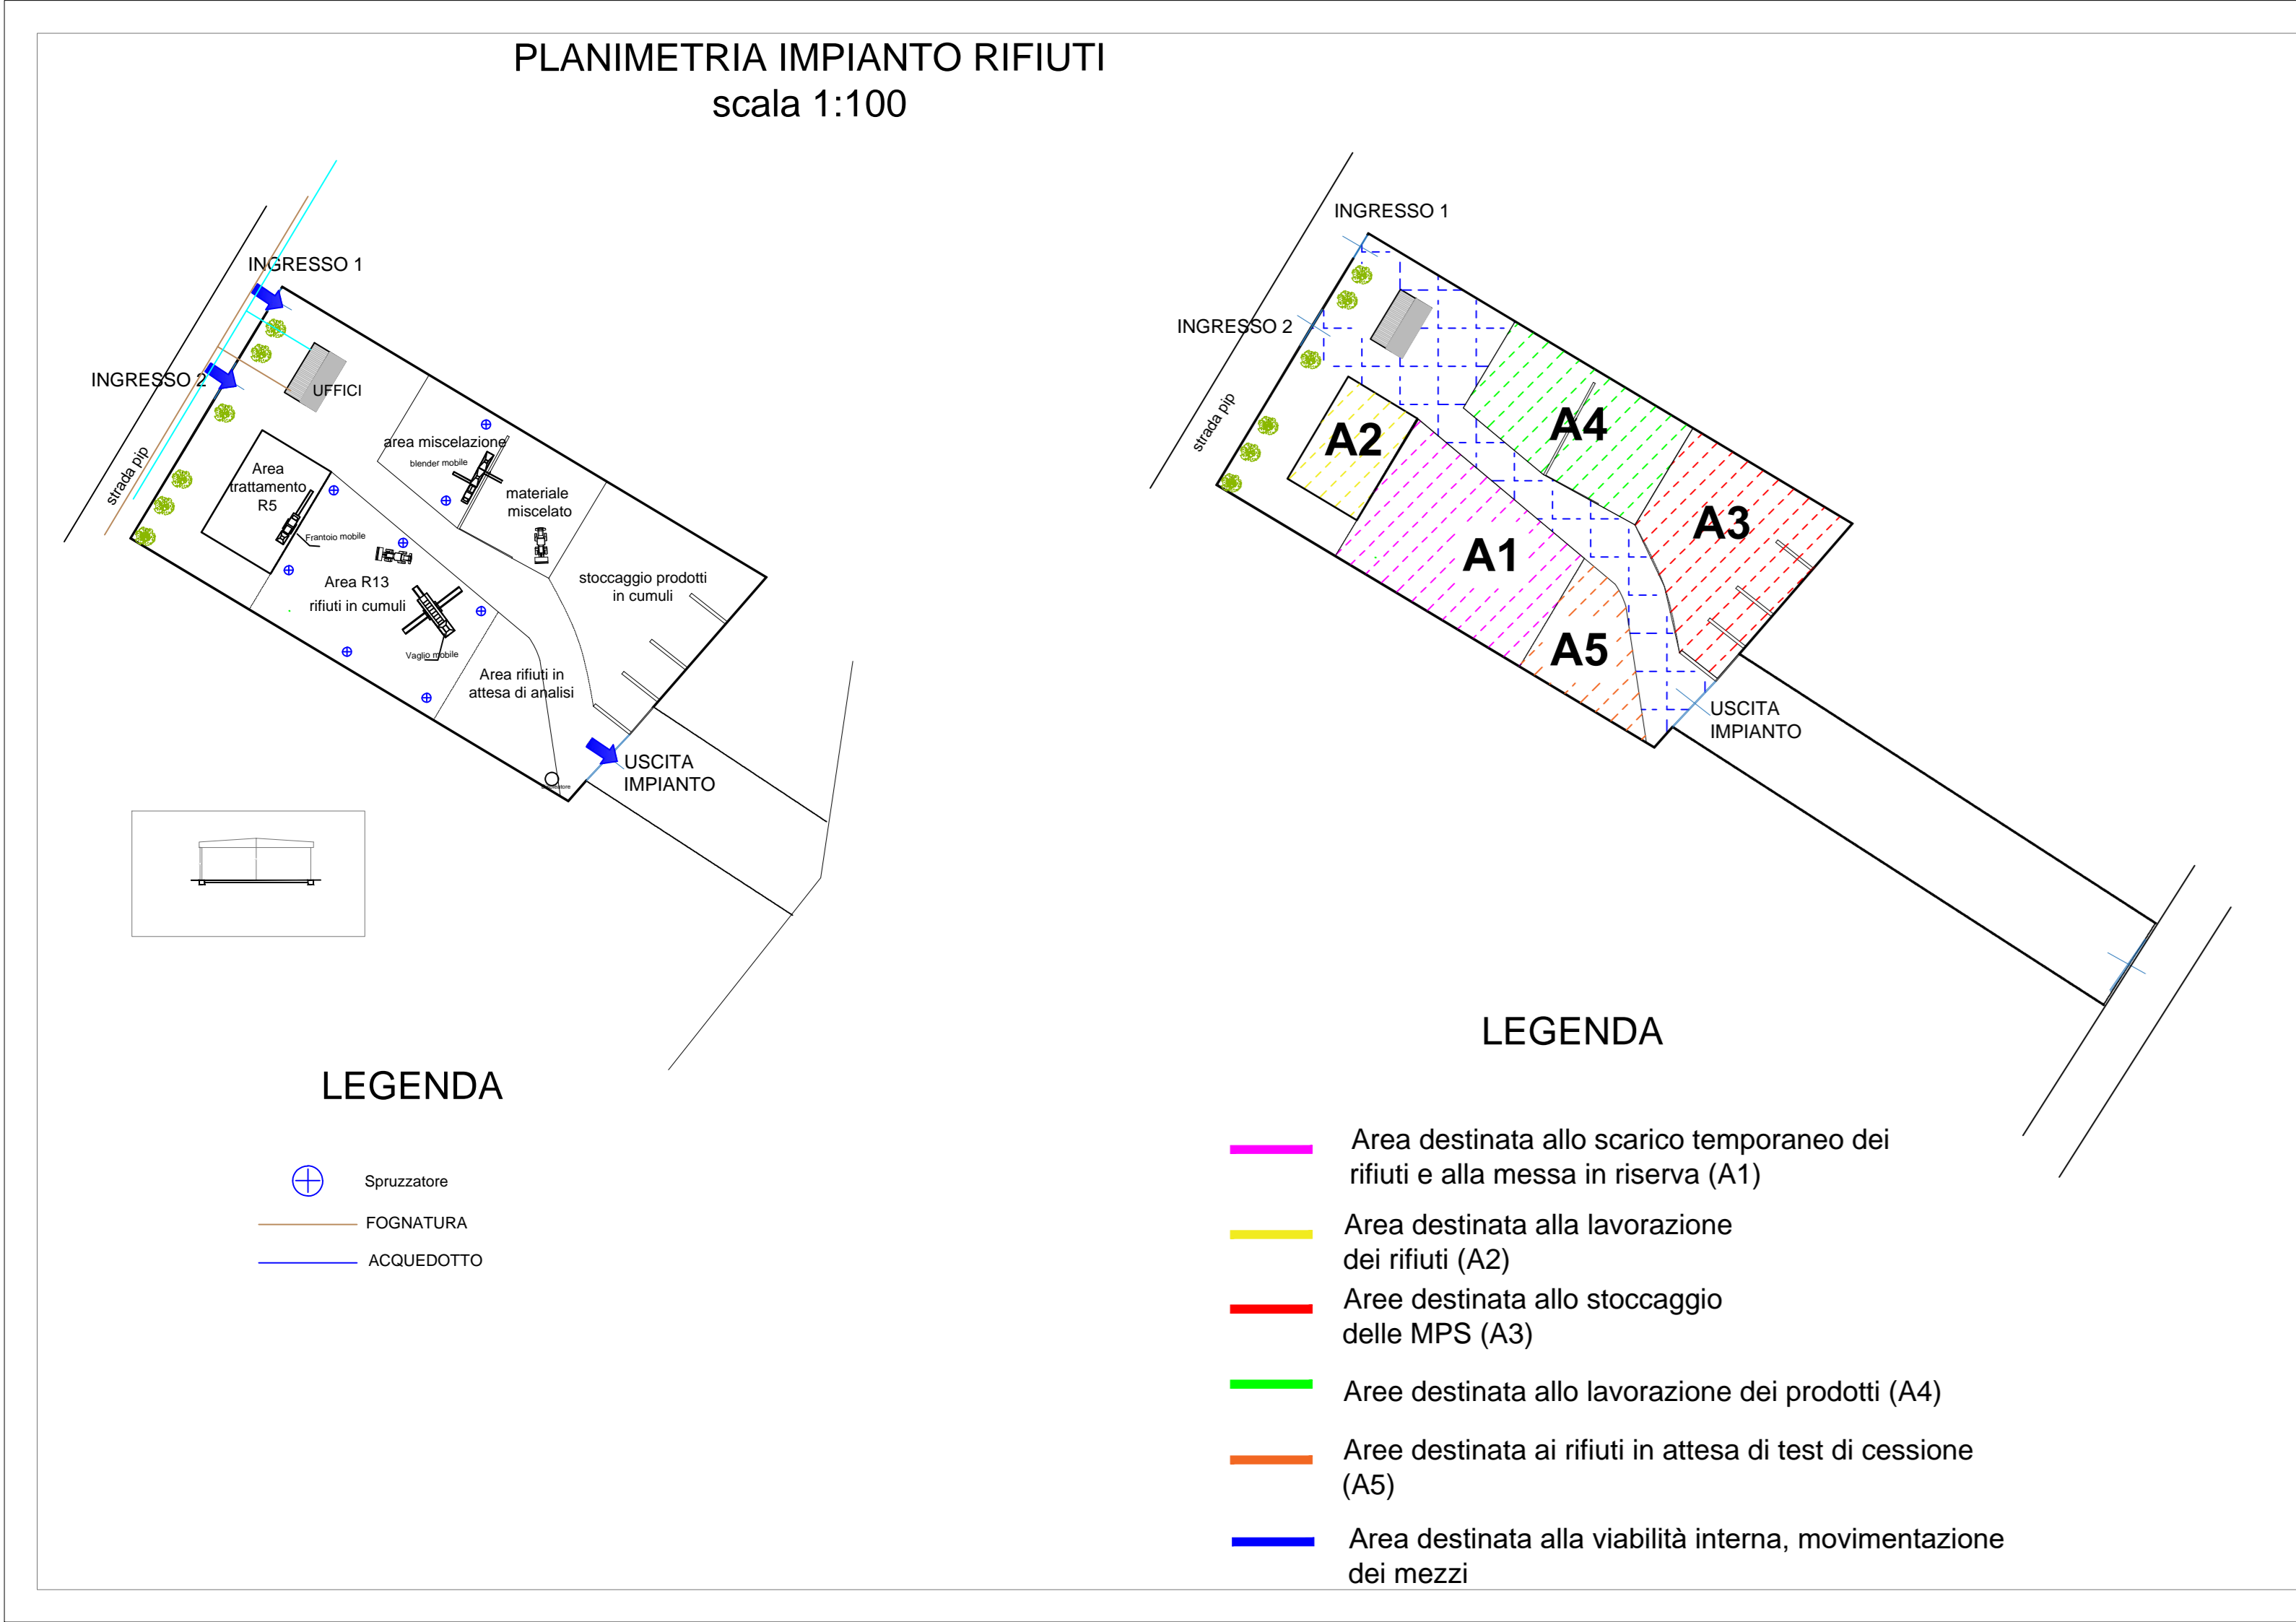 PLANIMETRIA IMPIANTO RIFIUTI
scala 1:100
INGRESSO 1
INGRESSO 2
strada pip
UFFICI
area miscelazione
blender mobile
materiale
miscelato
Area
trattamento
R5
Frantoio mobile
Area R13
rifiuti in cumuli
Vaglio mobile
stoccaggio prodotti
in cumuli
Area rifiuti in
attesa di analisi
USCITA
IMPIANTO
LEGENDA
Spruzzatore
FOGNATURA
ACQUEDOTTO
INGRESSO 1
INGRESSO 2
strada pip
A2
A4
A1
A3
A5
USCITA
IMPIANTO
LEGENDA
Area destinata allo scarico temporaneo dei
rifiuti e alla messa in riserva (A1)
Area destinata alla lavorazione
dei rifiuti (A2)
Aree destinata allo stoccaggio
delle MPS (A3)
Aree destinata allo lavorazione dei prodotti (A4)
Aree destinata ai rifiuti in attesa di test di cessione
(A5)
Area destinata alla viabilità interna, movimentazione
dei mezzi